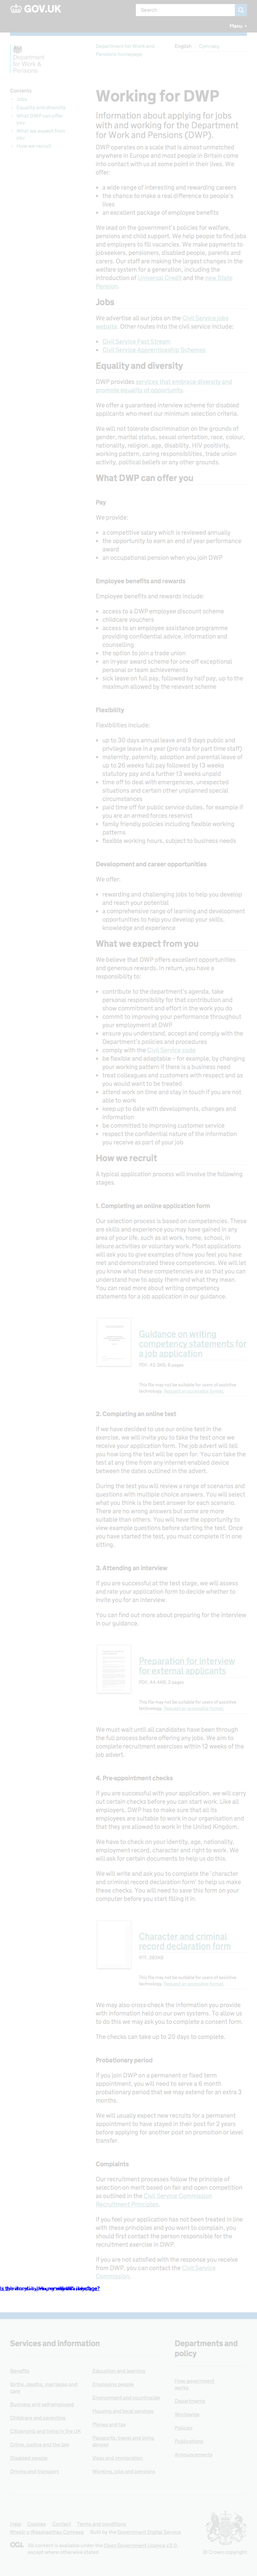 GOV.UK
Search
Menu
Department for Work and
Pensions homepage
English
Cymraeg
Department
for Work &
Pensions
Contents
Jobs
Equality and diversity
What DWP can offer
you
What we expect from
you
How we recruit
Working for DWP
Information about applying for jobs
with and working for the Department
for Work and Pensions (DWP).
DWP operates on a scale that is almost unmatched
anywhere in Europe and most people in Britain come
into contact with us at some times in their lives. We
offer:
a wide range of interesting and rewarding careers
the chance to make a real difference to people's
lives
an excellent package of employee benefits
We lead on the government's policies for welfare,
pensions and child support. We help people to find jobs
and help employers to fill vacancies. We make payments to
jobseekers, pensioners, disabled people, parents and
carers. Our staff are making the largest changes in the
welfare system for a generation, including the
introduction of Universal Credit and the new State
Pension.
Jobs
We advertise all our jobs on the Civil Service jobs
website. Other routes into the civil service include:
Civil Service Fast Stream
Civil Service Apprenticeship Schemes
Equality and diversity
DWP provides services that embrace diversity and
promote equality of opportunity.
We offer a guaranteed interview scheme for disabled
applicants who meet our minimum selection criteria.
We will not tolerate discrimination on the grounds of
gender, marital status, sexual orientation, race, colour,
nationality, religion, age, disability, HIV positivity,
working pattern, caring responsibilities, trade union
activity, political beliefs or any other grounds.
What DWP can offer you
Pay
We provide:
a competitive salary which is reviewed annually
the opportunity to earn an end of year performance
award
an occupational pension when you join DWP
Employee benefits and rewards
Employee benefits and rewards include:
access to a DWP employee discount scheme
childcare vouchers
access to an employee assistance programme
providing confidential advice, information and
counselling
the option to join a trade union
an in-year award scheme for one-off exceptional
personal or team achievements
sick leave on full pay, followed by half pay, up to the
maximum allowed by the relevant scheme
Flexibility
Flexibilities include:
up to 30 days annual leave and 9 days public and
privilege leave in a year (pro rata for part time staff)
maternity, paternity, adoption and parental leave of
up to 26 weeks full pay followed by 13 weeks
statutory pay and a further 13 weeks unpaid
time off to deal with emergencies, unexpected
situations and certain other unplanned special
circumstances
paid time off for public service duties, for example if
you are an armed forces reservist
family friendly policies including flexible working
patterns
flexible working hours, subject to business needs
Development and career opportunities
We offer:
rewarding and challenging jobs to help you develop
and reach your potential
a comprehensive range of learning and development
opportunities to help you develop your skills,
knowledge and experience
What we expect from you
We believe that DWP offers excellent opportunities
and generous rewards. In return, you have a
responsibility to:
contribute to the department's agenda, take
personal responsibility for that contribution and show
commitment to the work you do
commit to improving your performance throughout
your employment at DWP
ensure you understand, accept and comply with the
Department's policies and procedures
comply with the Civil Service code
be flexible and adaptable – for example, by changing
your working pattern if there is a business need
treat colleagues and customers with respect and as
you would want to be treated
attend work on time and stay in touch if you are not
able to work
keep up to date with developments, changes and
information
be committed to improving customer service
respect the confidential nature of the information
you receive as part of your job
How we recruit
A typical application process will involve the following
stages.
1. Completing an online application form
Our selection process is based on competencies. These
are skills and experience you may have gained in any
area of your life, such as at work, home, school, in
leisure activities or voluntary work. Most applications
will ask you to give examples of how you feel you meet
our essential and demanded competencies. We will let
you know what these competencies are so that you can
understand how to apply them and which they mean. You
can read more about what competencies mean and
using a competency statement for a job application in our guidance.
Guidance on writing
competency statements for
a job application
PDF, 43.2KB, 8 pages
This file may not be suitable for users of assistive
technology. Request an accessible format.
2. Completing an online test
If we have decided to use our online test in the
exercise, we will invite you to take the test once we
receive your application form. The job advert will tell
you how long the test will take. You must be able to
complete it in one sitting.
During the test you will review a range of scenarios and
questions with multiple choice answers. You will select
what you think is the best answer for each scenario.
There are no wrong answers but some are more
suitable than others. You will have the opportunity to
view example questions before starting the test. Once
you have started, you must complete it without
stopping, at a time when you have an internet-enabled
device.
3. Attending an interview
If you are successful at the test stage, we will assess
and rate your application form to decide whether to
invite you for an interview.
You can find out more about preparing for the interview
in our guidance.
Preparation for interview
for external applicants
This file may not be suitable for users of assistive
technology. Request an accessible format.
We must wait until all candidates have been through
the full process before offering any jobs. We aim to
complete recruitment exercises within 12 weeks of the
job advert.
4. Pre-appointment checks
If you are successful with your application, we will carry
out certain checks before you can start work. Like all
employers, DWP has to make sure that all its
employees are suitable to work in our organisation and
that they are allowed to work in the United Kingdom.
We have to check on your identity, age, nationality,
employment record, character and right to work. We
will ask for certain documents to help us do this.
We will write and ask you to complete the 'character
and criminal record declaration form' to help us make
these checks. You can see a copy of the character form
before you start filling it in.
Character and criminal
record declaration form
This file may not be suitable for users of assistive
technology. Request an accessible format.
We may also cross-check the information you provide
with information held on our own systems. To allow us
to do this we may ask you to complete a consent form.
The checks can take up to 20 days to complete.
Probationary period
If you join DWP on a permanent or fixed term
appointment, you will need to serve a 6 month
probationary period that we may extend for an extra 3
months.
We will usually need new recruits for a permanent
appointment to have stayed in their post for 2 years
before applying for another post on promotion or level
transfer.
Complaints
Our recruitment processes follow the principle of
selection on merit based on fair and open competition
as outlined in the Civil Service Commission
Recruitment Principles.
If you feel your application has not been treated in line
with these principles and you want to complain, you
should first contact the person responsible for the
recruitment exercise in DWP.
If you are not satisfied with the response you receive
from DWP, you can contact the Civil Service
Commission.
Services and information
Benefits
Births, deaths, marriages and
care
Business and self-employed
Childcare and parenting
Citizenship and living in the UK
Crime, justice and the law
Disabled people
Driving and transport
Education and learning
Employing people
Environment and countryside
Housing and local services
Money and tax
Passports, travel and living
abroad
Visas and immigration
Working, jobs and pensions
Departments and
policy
How government
works
Departments
Worldwide
Policies
Publications
Announcements
Help
Cookies
Contact
Terms and conditions
Rhestr o Wasanaethau Cymraeg
Built by the Government Digital Service
OGL
All content is available under the Open Government Licence v3.0,
except where otherwise stated
© Crown copyright